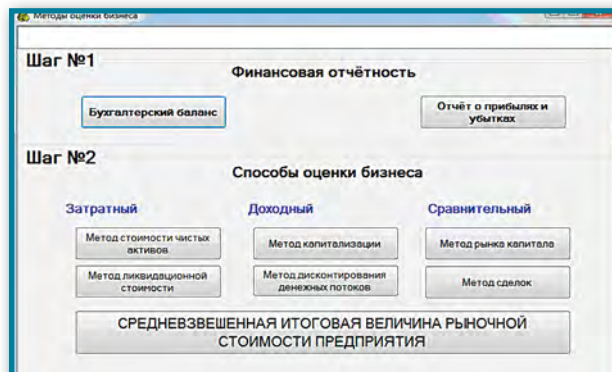 Методы оценки бизнеса
Шаг №1
Финансовая отчётность
Бухгалтерский баланс
Отчёт о прибылях и
убытках
Шаг №2
Способы оценки бизнеса
Затратный
Доходный
Сравнительный
Метод стоимости чистых
активов
Метод капитализации
Метод рынка капитала
Метод ликвидационной
стоимости
Метод дисконтирования
денежных потоков
Метод сделок
СРЕДНЕВЗВЕШЕННАЯ ИТОГОВАЯ ВЕЛИЧИНА РЫНОЧНОЙ
СТОИМОСТИ ПРЕДПРИЯТИЯ